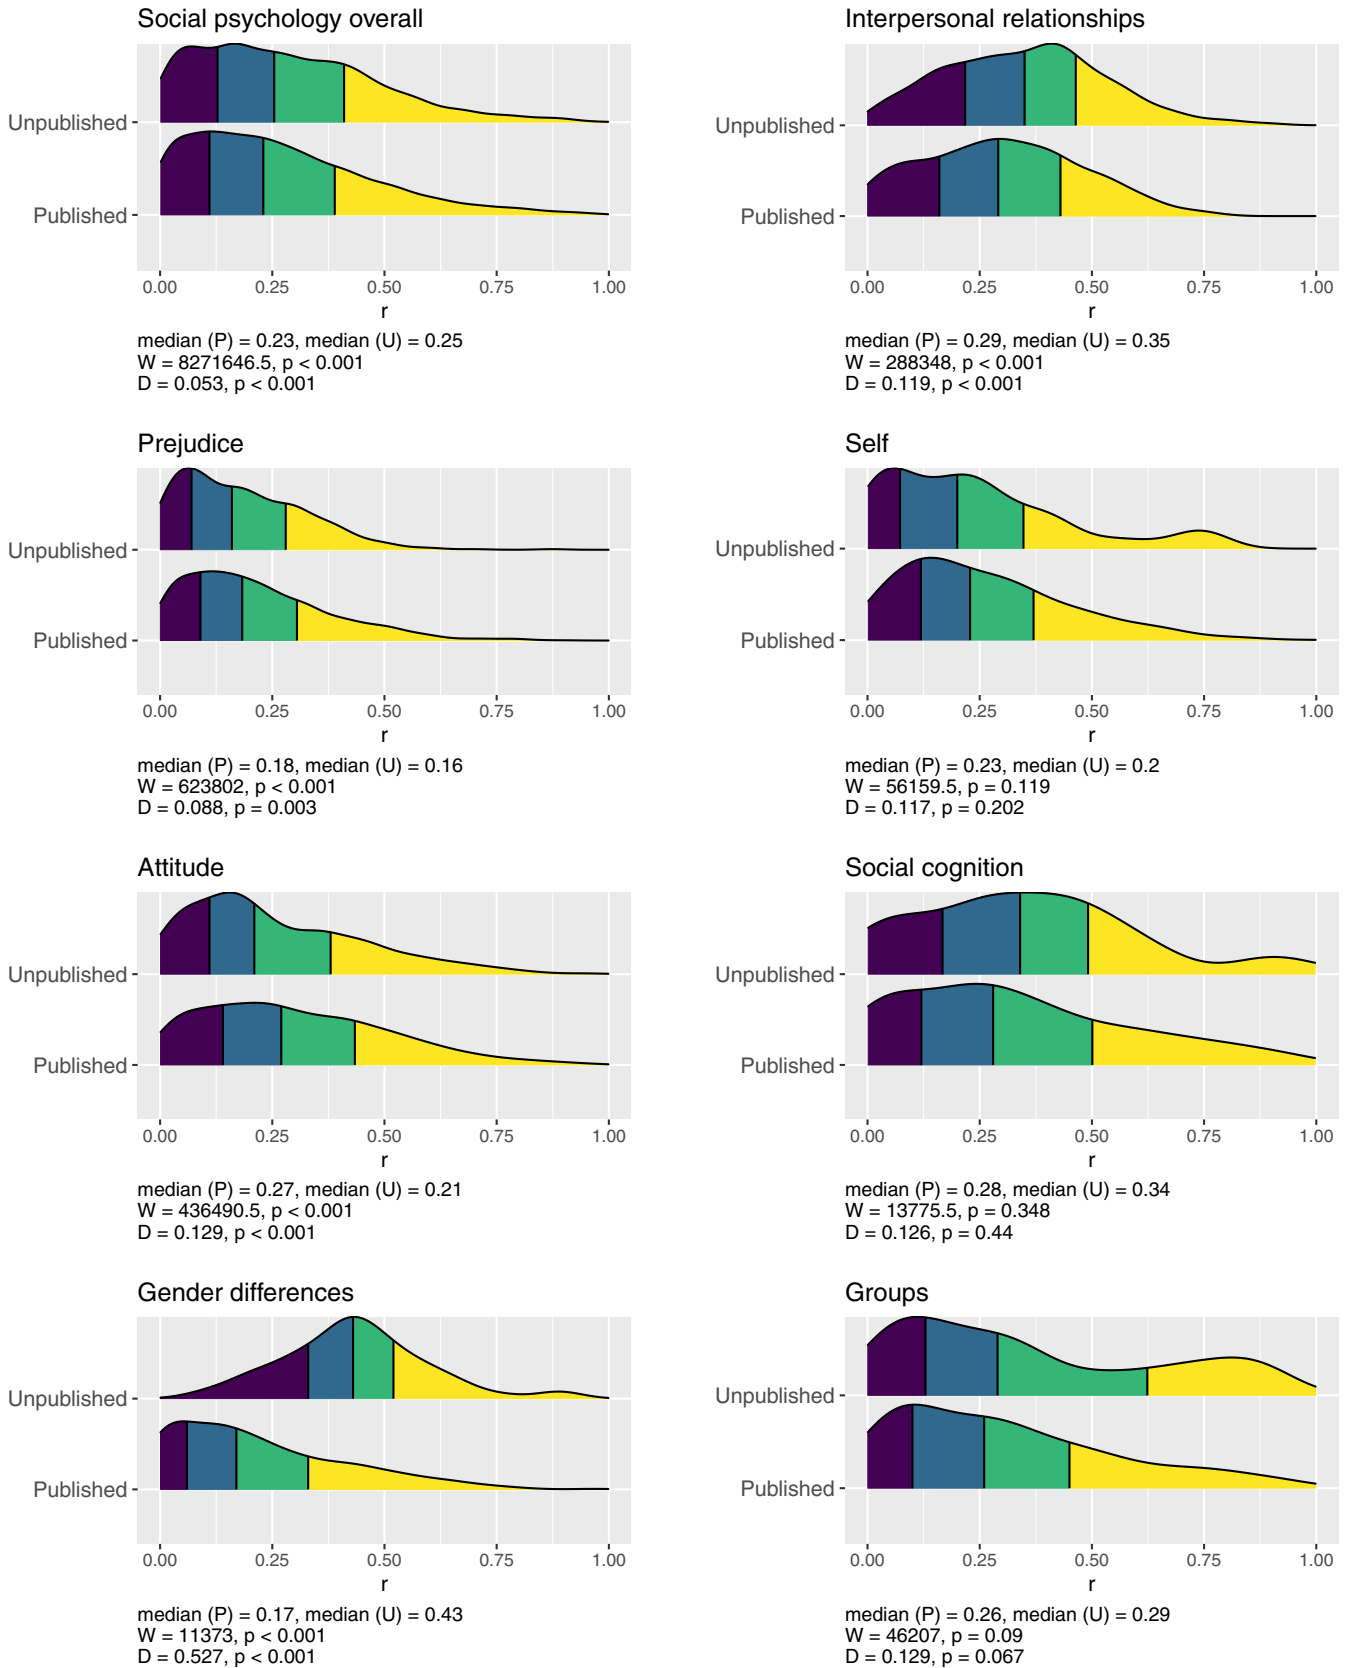 Social psychology overall
Unpublished
Published
0.00 0.25 0.50 0.75 1.00
r
median (P) = 0.23, median (U) = 0.25
W = 8271646.5, p < 0.001
D = 0.053, p < 0.001
Interpersonal relationships
Unpublished
Published
0.00 0.25 0.50 0.75 1.00
r
median (P) = 0.29, median (U) = 0.35
W = 288348, p < 0.001
D = 0.119, p < 0.001
Prejudice
Unpublished
Published
0.00 0.25 0.50 0.75 1.00
r
median (P) = 0.18, median (U) = 0.16
W = 623802, p < 0.001
D = 0.088, p = 0.003
Self
Unpublished
Published
0.00 0.25 0.50 0.75 1.00
r
median (P) = 0.23, median (U) = 0.2
W = 56159.5, p = 0.119
D = 0.117, p = 0.202
Attitude
Unpublished
Published
0.00 0.25 0.50 0.75 1.00
r
median (P) = 0.27, median (U) = 0.21
W = 436490.5, p < 0.001
D = 0.129, p < 0.001
Social cognition
Unpublished
Published
0.00 0.25 0.50 0.75 1.00
r
median (P) = 0.28, median (U) = 0.34
W = 13775.5, p = 0.348
D = 0.126, p = 0.44
Gender differences
Unpublished
Published
0.00 0.25 0.50 0.75 1.00
r
median (P) = 0.17, median (U) = 0.43
W = 11373, p < 0.001
D = 0.527, p < 0.001
Groups
Unpublished
Published
0.00 0.25 0.50 0.75 1.00
r
median (P) = 0.26, median (U) = 0.29
W = 46207, p = 0.09
D = 0.129, p = 0.067